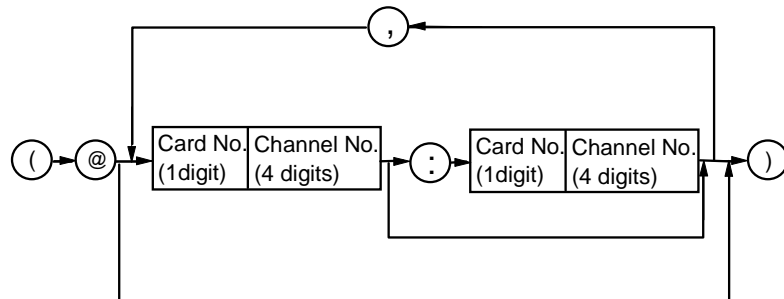 ,
( @ Card No. Channel No. : Card No. Channel No. )
(1digit) (4 digits) (1digit) (4 digits)